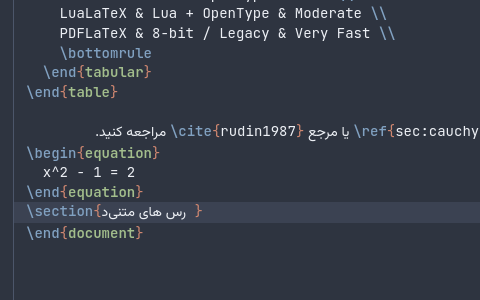 LuaLaTeX & Lua + OpenType & Moderate \\
PDFLaTeX & 8-bit / Legacy & Very Fast \\
\bottomrule
\end{tabular}
\end{table}
\ref{sec:cauchy یا مرجع \cite{rudin1987} مراجعه کنید.
\begin{equation}
x^2 - 1 = 2
\end{equation}
\section{رس های متنی‌د }
\end{document}